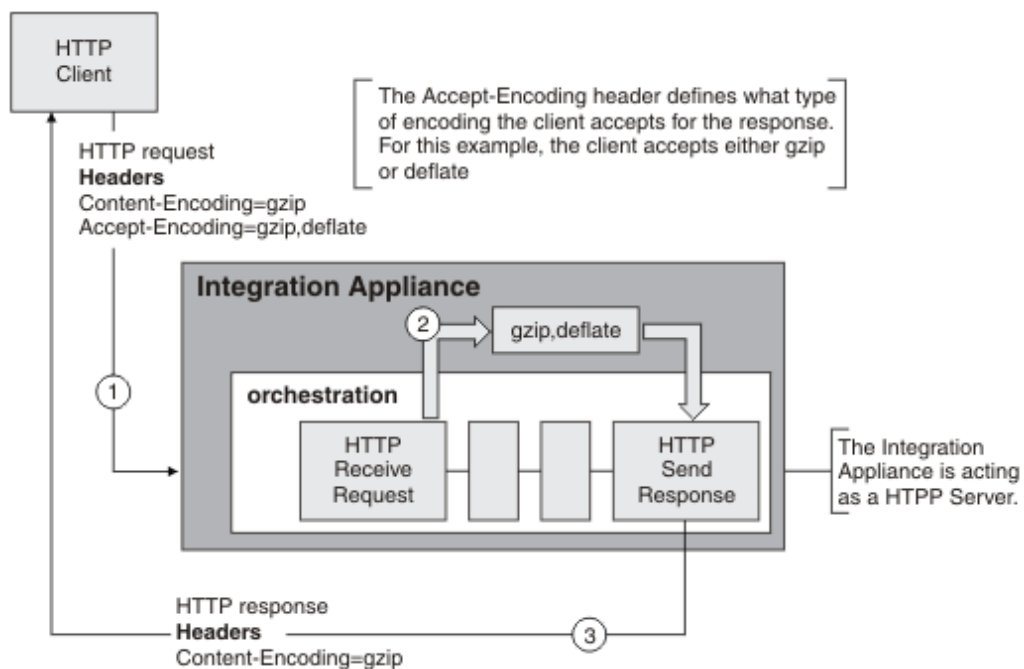 HTTP
Client
The Accept-Encoding header defines what type
of encoding the client accepts for the response.
For this example, the client accepts either gzip
or deflate
HTTP request
Headers
Content-Encoding=gzip
Accept-Encoding=gzip,deflate
Integration Appliance
2
gzip,deflate
1
orchestration
HTTP
Receive
Request
HTTP
Send
Response
The Integration
Appliance is acting
as a HTPP Server.
HTTP response
Headers
Content-Encoding=gzip
3